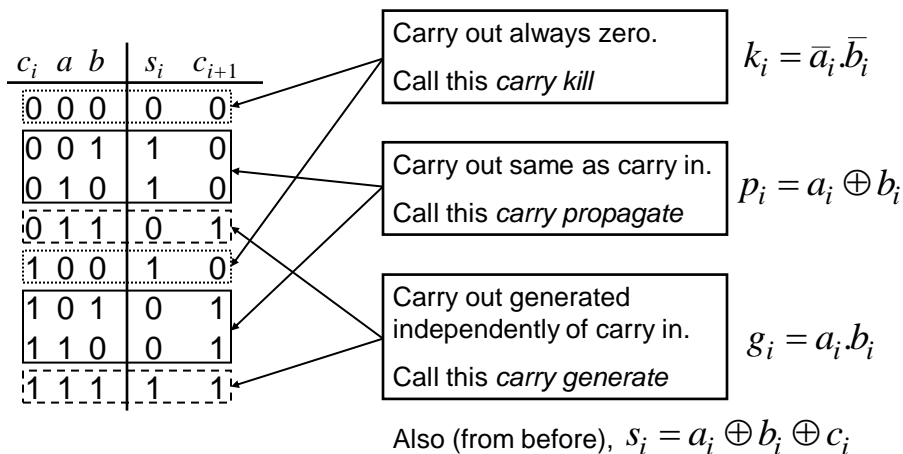 c_i a b s_i c_{i+1}
0 0 0 0 0
0 0 1 1 0
0 1 0 1 0
0 1 1 0 1
1 0 0 1 0
1 0 1 0 1
1 1 0 0 1
1 1 1 1 1
Carry out always zero.
Call this carry kill
k_i = a̅_i.b̅_i
Carry out same as carry in.
Call this carry propagate
p_i = a_i ⊕ b_i
Carry out generated
independently of carry in.
Call this carry generate
g_i = a_i.b_i
Also (from before), s_i = a_i ⊕ b_i ⊕ c_i